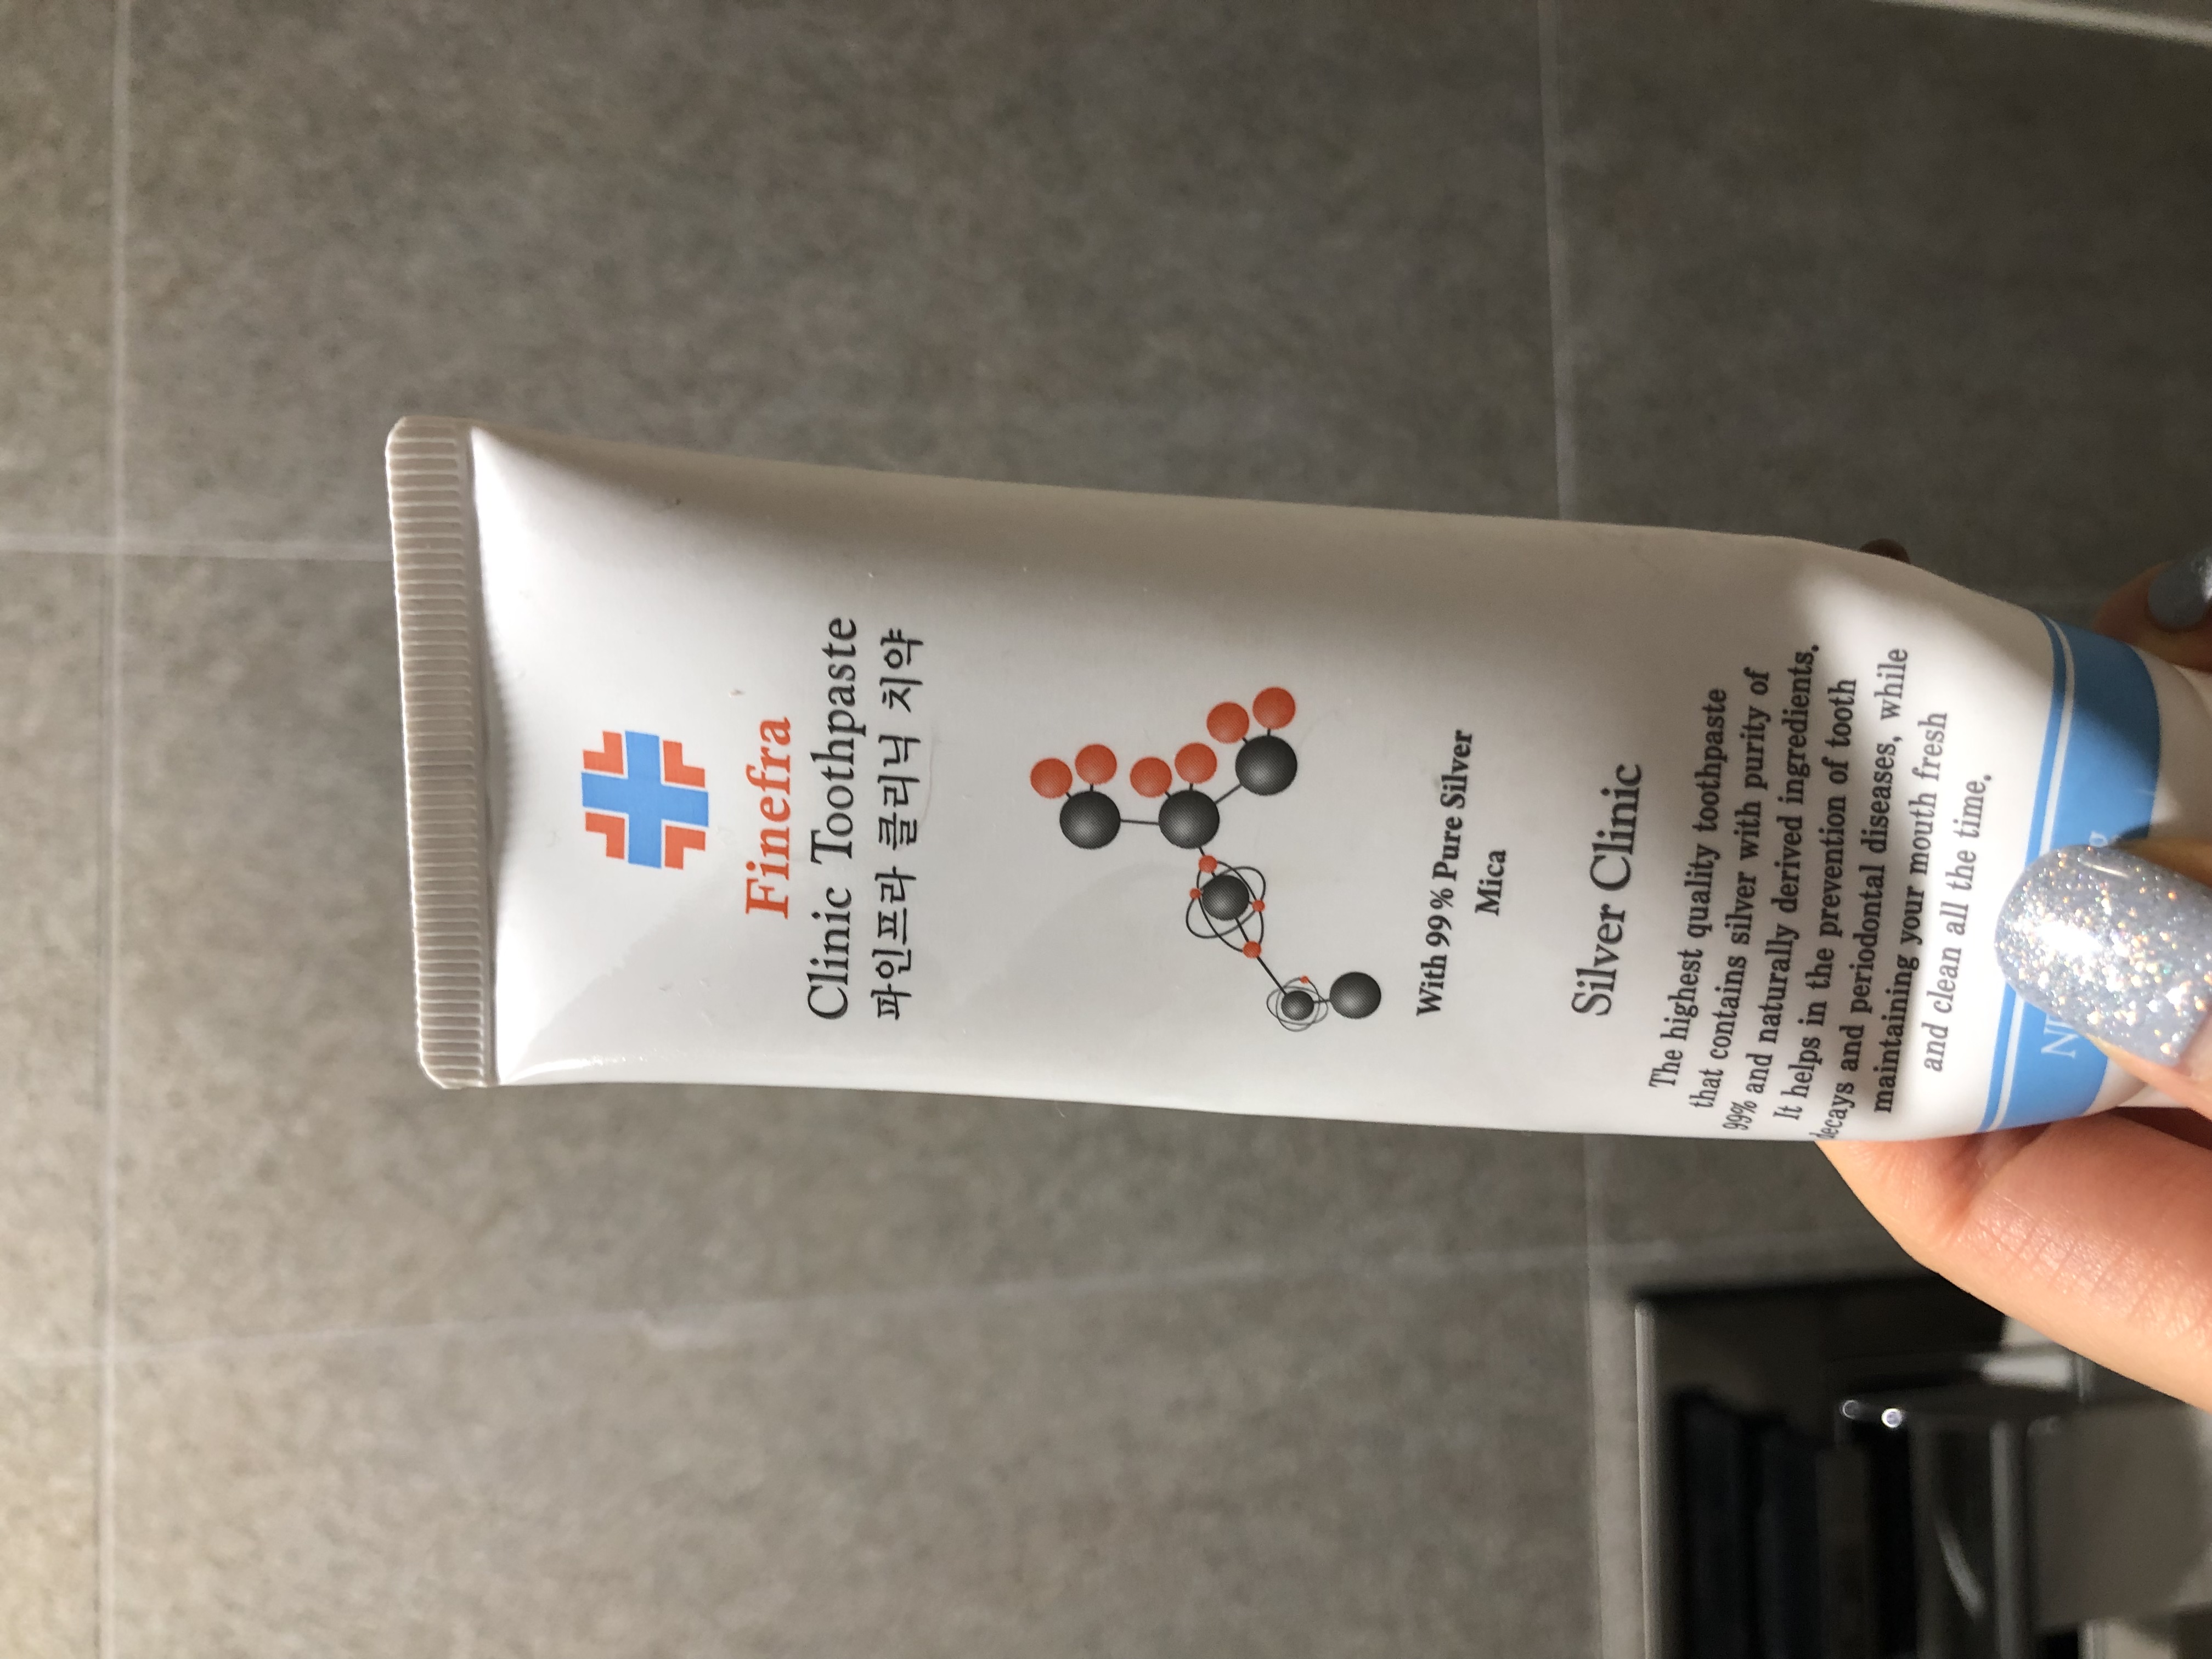 Finefra
Clinic Toothpaste
파인프라 클리닉 치약
With 99% Pure Silver
Mica
Silver Clinic
The highest quality toothpaste
that contains silver with purity of
99% and naturally derived ingredients.
It helps in the prevention of tooth
decays and periodontal diseases, while
maintaining your mouth fresh
and clean all the time.